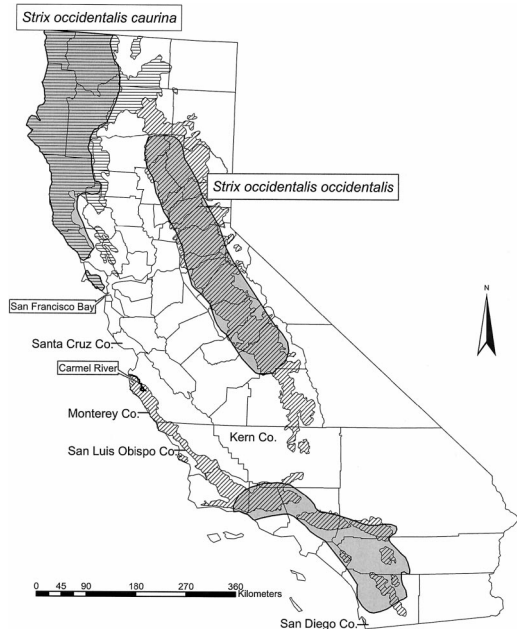 Strix occidentalis caurina
Strix occidentalis occidentalis
N
San Francisco Bay
Santa Cruz Co.
Carmel River
Monterey Co.
Kern Co.
San Luis Obispo Co.
0 45 90 180 270 360
Kilometers
San Diego Co.